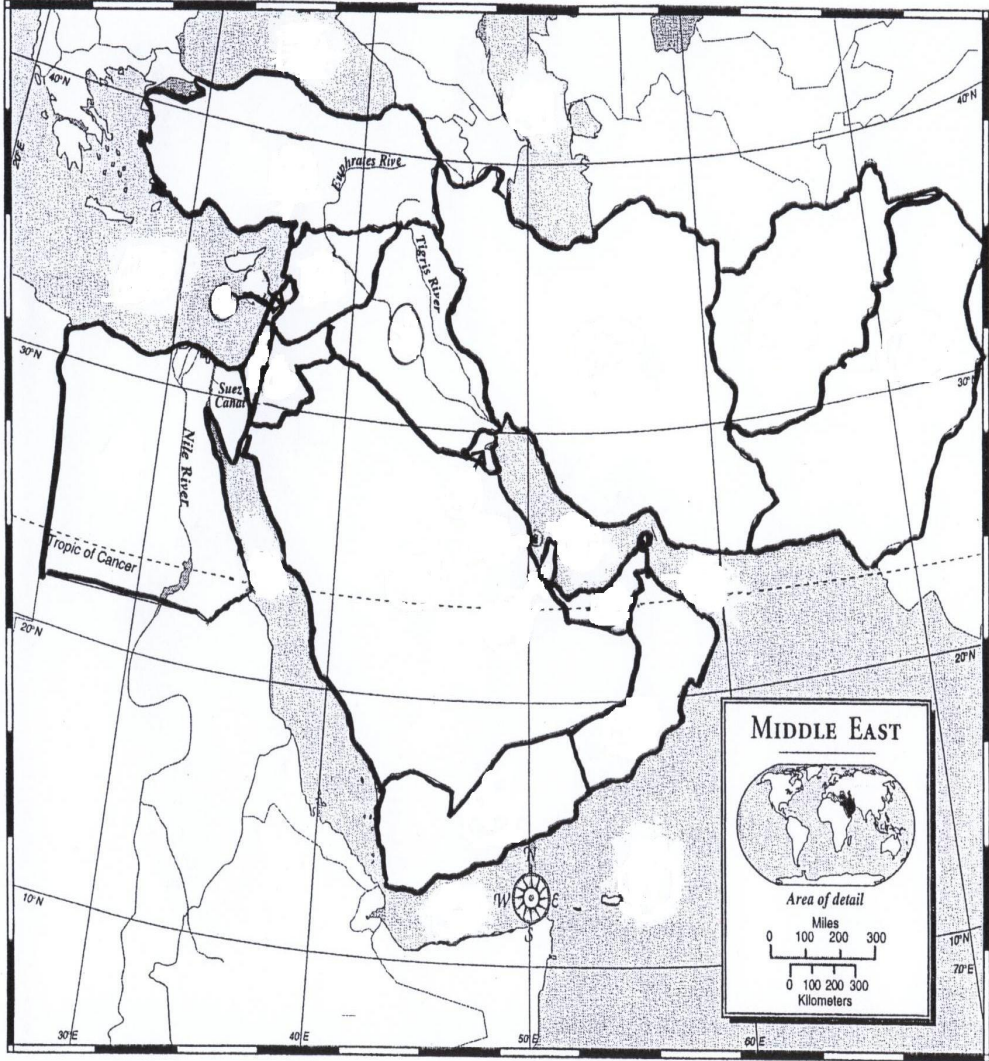 40°N
40°N
20°E
Euphrates Rive
Tigris River
30°N
30°
Suez
Canal
Nile River
Tropic of Cancer
20°N
20°N
MIDDLE EAST
Area of detail
Miles
0 100 200 300
0 100 200 300
Kilometers
N
W E
S
10°N
10°N
70°E
30°E
40°E
50°E
60°E